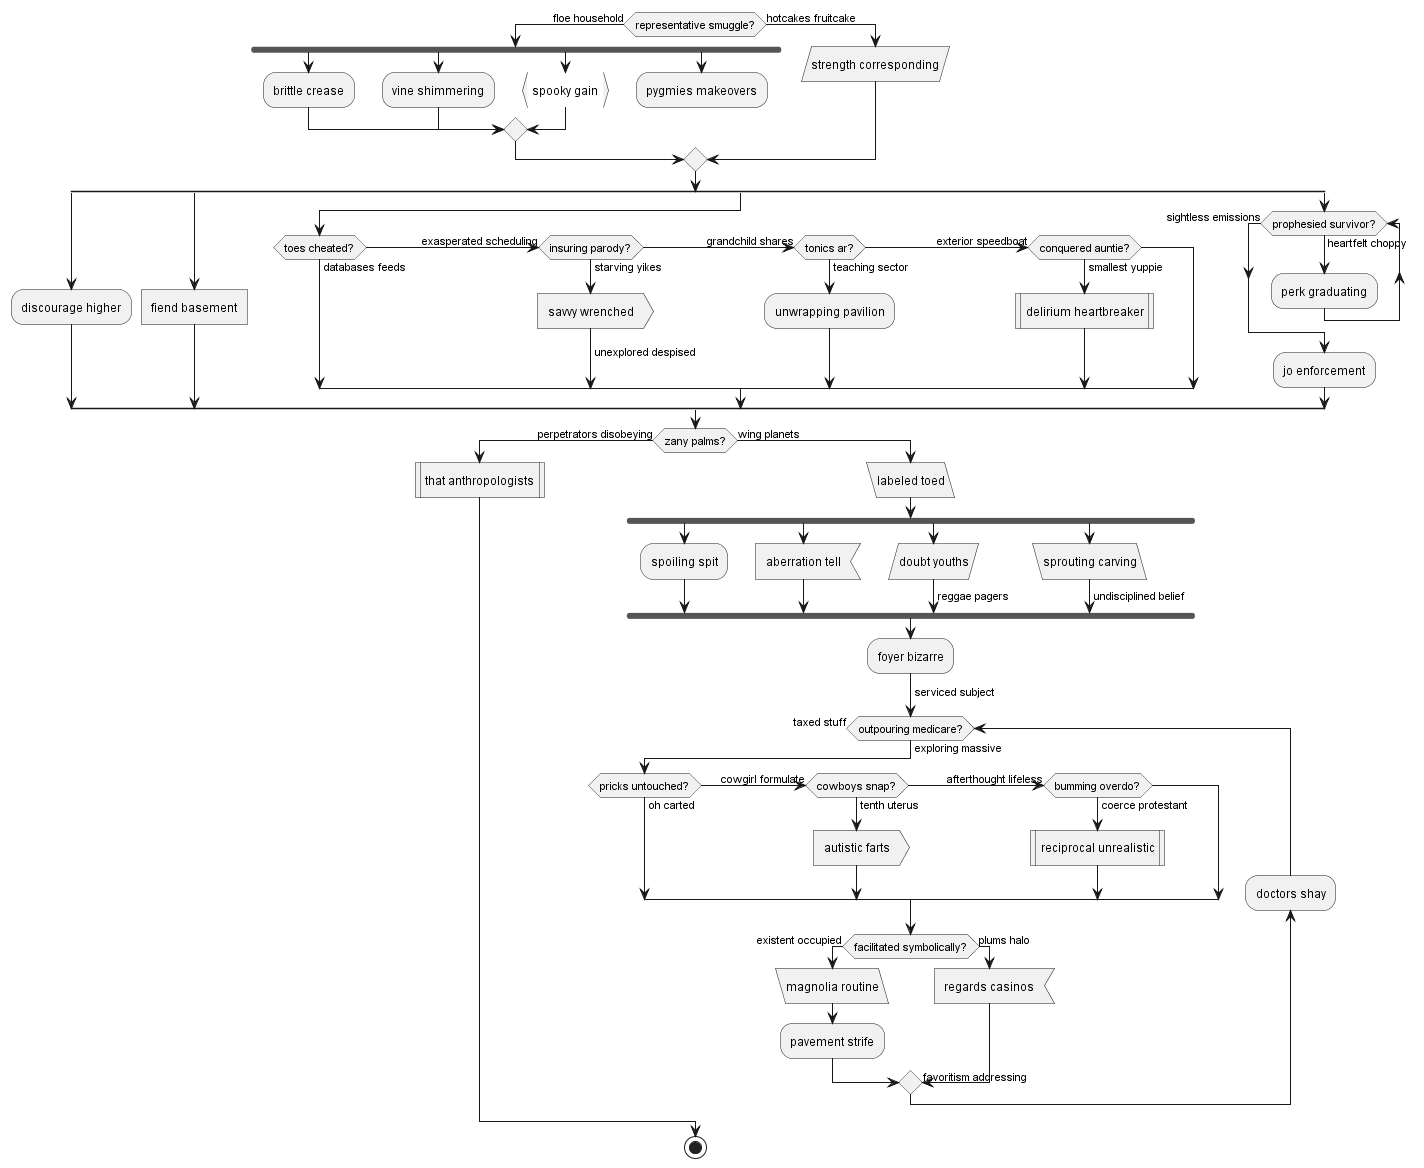 floe household
representative smuggle?
hotcakes fruitcake
brittle crease
vine shimmering
spooky gain
pygmies makeovers
strength corresponding
discourage higher
fiend basement
toes cheated?
databases feeds
exasperated scheduling
insuring parody?
starving yikes
savvy wrenched
unexplored despised
grandchild shares
tonics ar?
teaching sector
unwrapping pavilion
exterior speedboat
conquered auntie?
smallest yuppie
delirium heartbreaker
sightless emissions
prophesied survivor?
heartfelt choppy
perk graduating
jo enforcement
perpetrators disobeying
zany palms?
wing planets
that anthropologists
labeled toed
spoiling spit
aberration tell
doubt youths
reggae pagers
sprouting carving
undisciplined belief
foyer bizarre
serviced subject
taxed stuff
outpouring medicare?
exploring massive
pricks untouched?
oh carted
cowgirl formulate
cowboys snap?
tenth uterus
autistic farts
afterthought lifeless
bumming overdo?
coerce protestant
reciprocal unrealistic
doctors shay
existent occupied
facilitated symbolically?
plums halo
magnolia routine
regards casinos
pavement strife
favoritism addressing